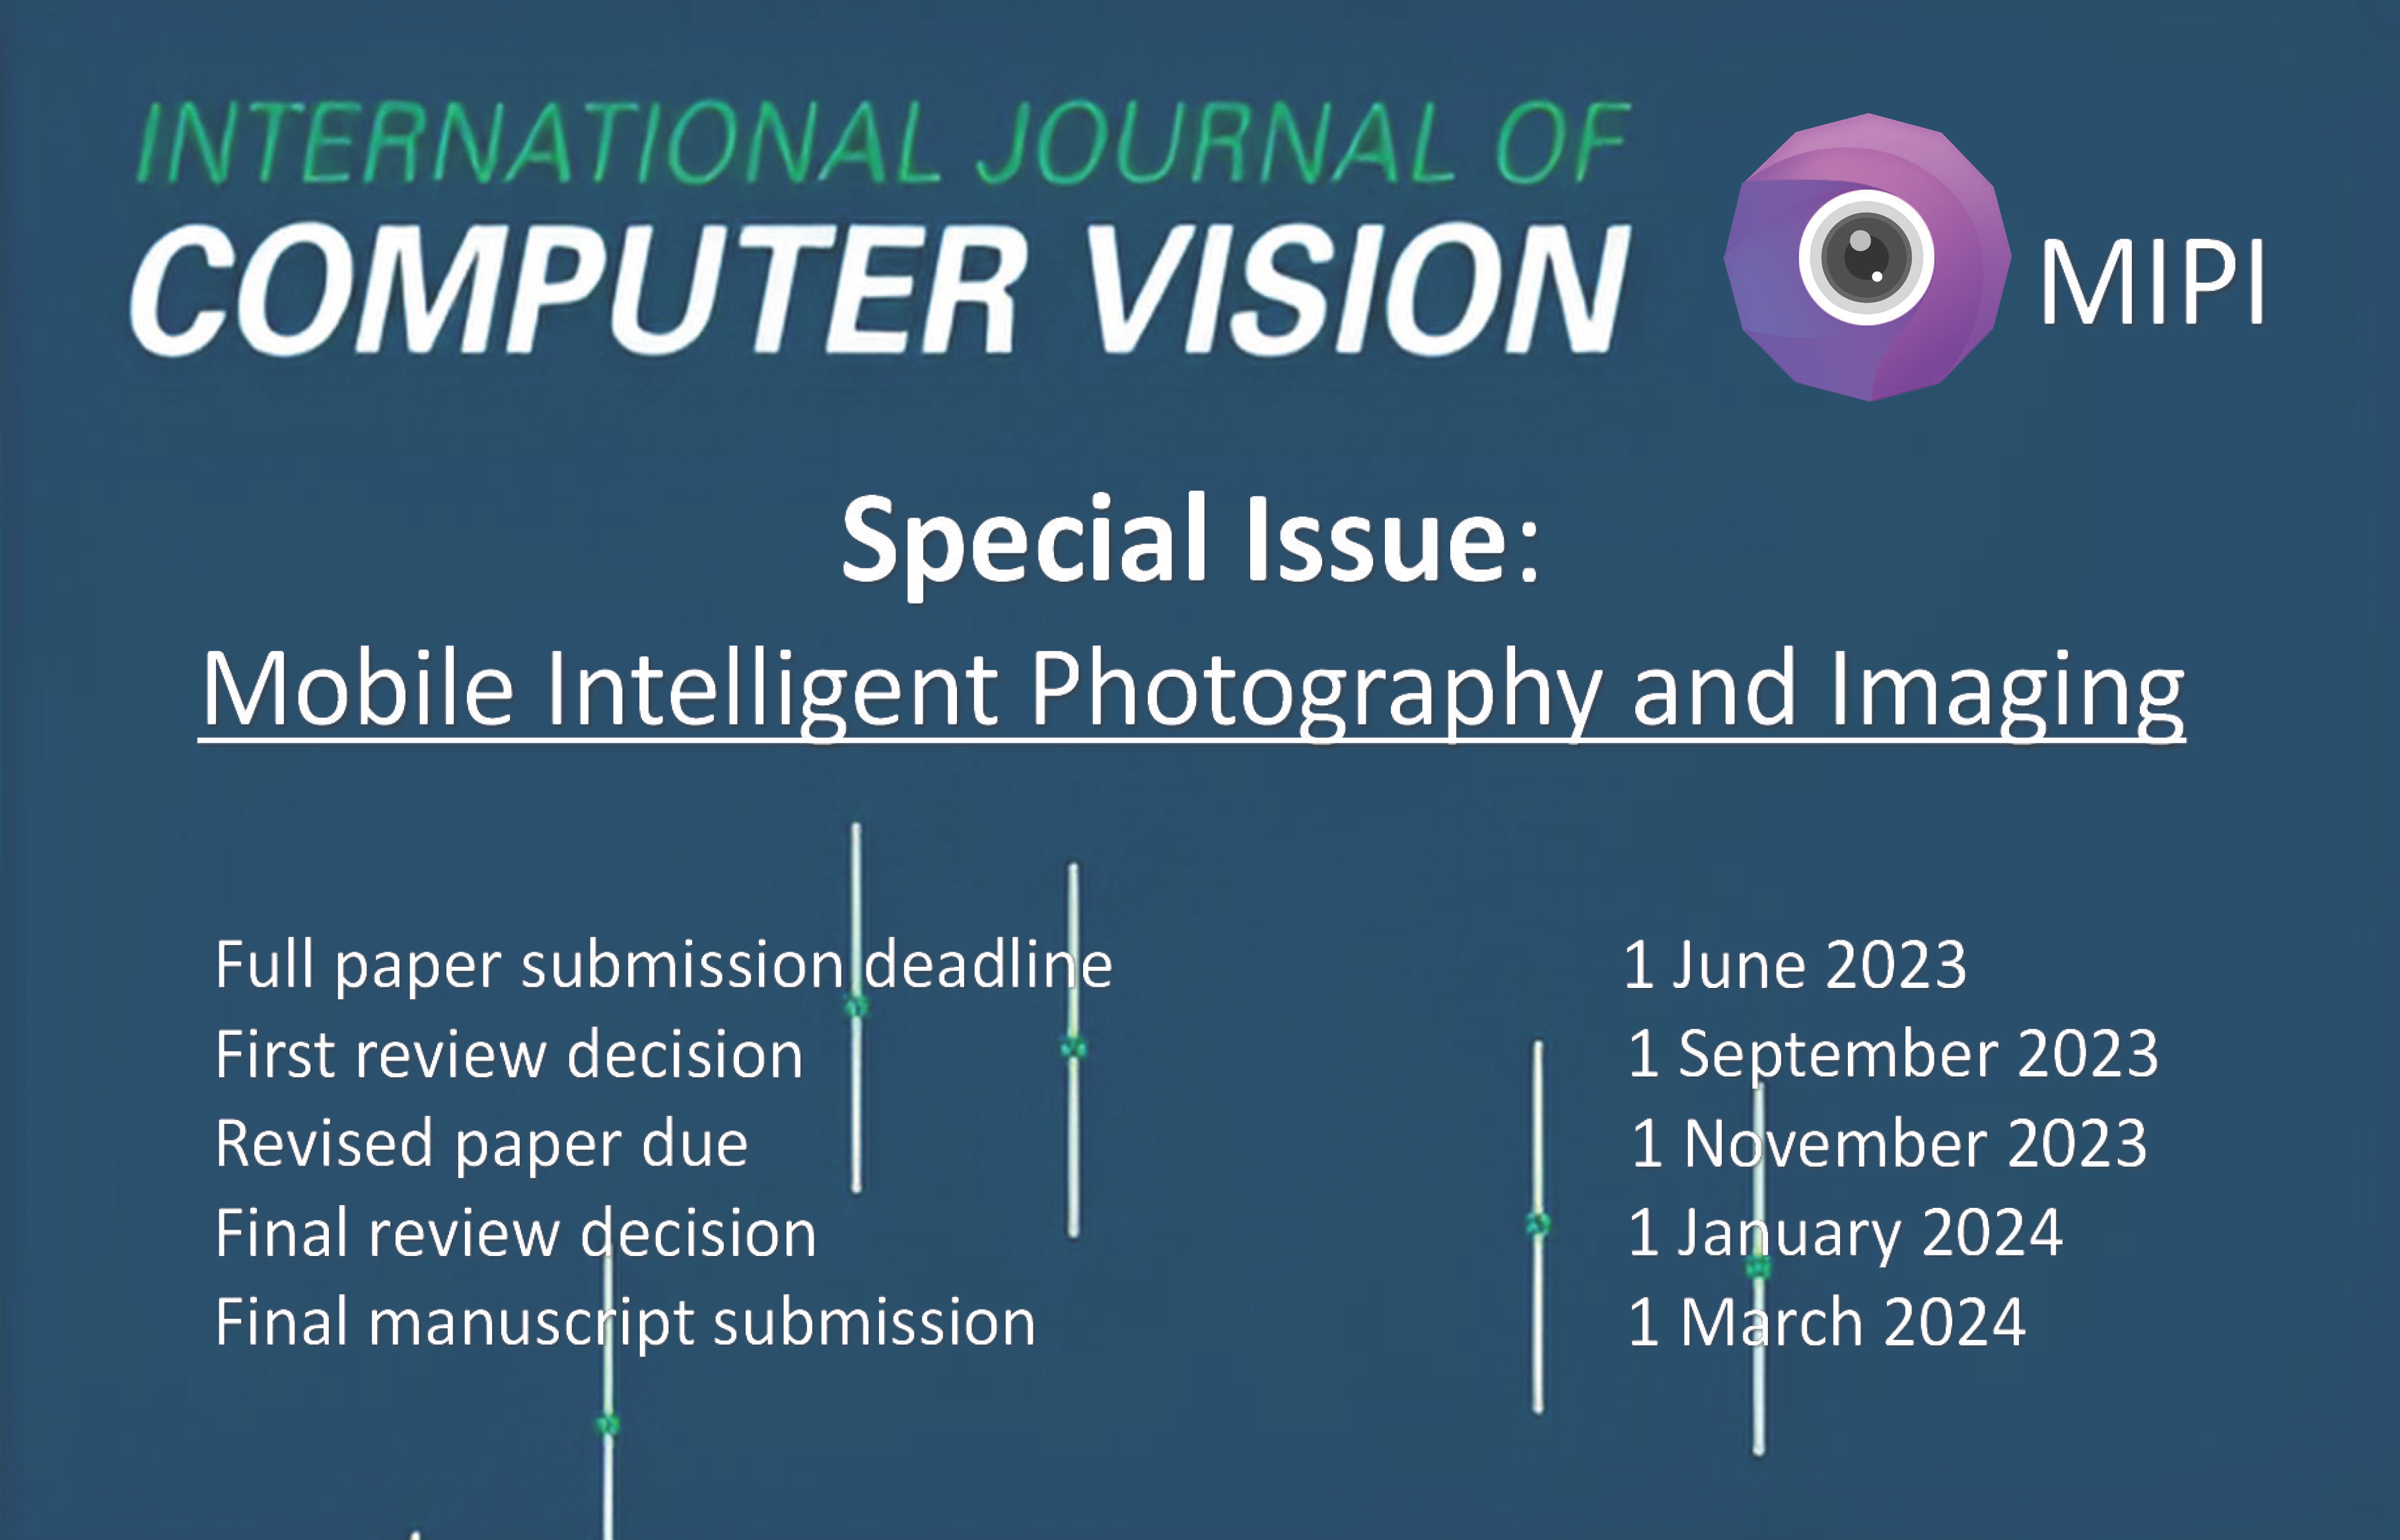 INTERNATIONAL JOURNAL OF
COMPUTER VISION
MIPI
Special Issue:
Mobile Intelligent Photography and Imaging
Full paper submission deadline 1 June 2023
First review decision 1 September 2023
Revised paper due 1 November 2023
Final review decision 1 January 2024
Final manuscript submission 1 March 2024